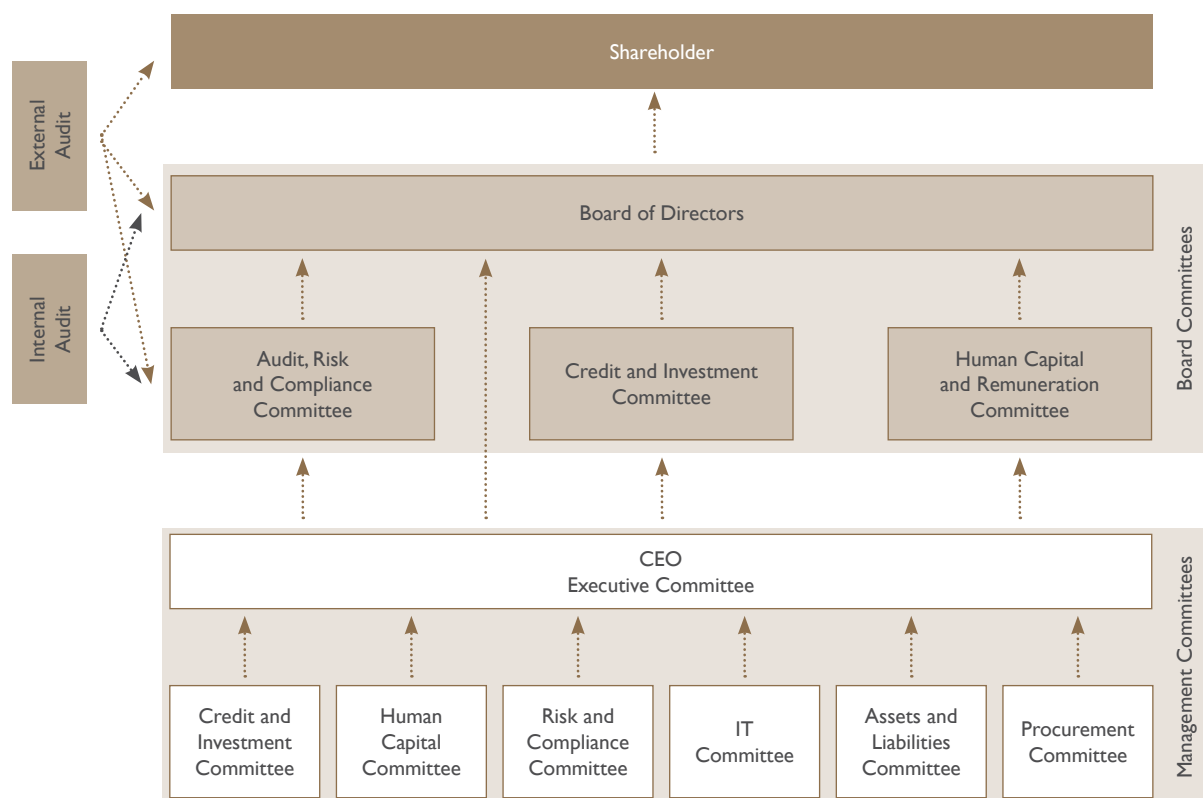 Shareholder
External
Audit
Board of Directors
Internal
Audit
Audit, Risk
and Compliance
Committee
Credit and Investment
Committee
Human Capital
and Remuneration
Committee
Board Committees
CEO
Executive Committee
Credit and
Investment
Committee
Human
Capital
Committee
Risk and
Compliance
Committee
IT
Committee
Assets and
Liabilities
Committee
Procurement
Committee
Management Committees